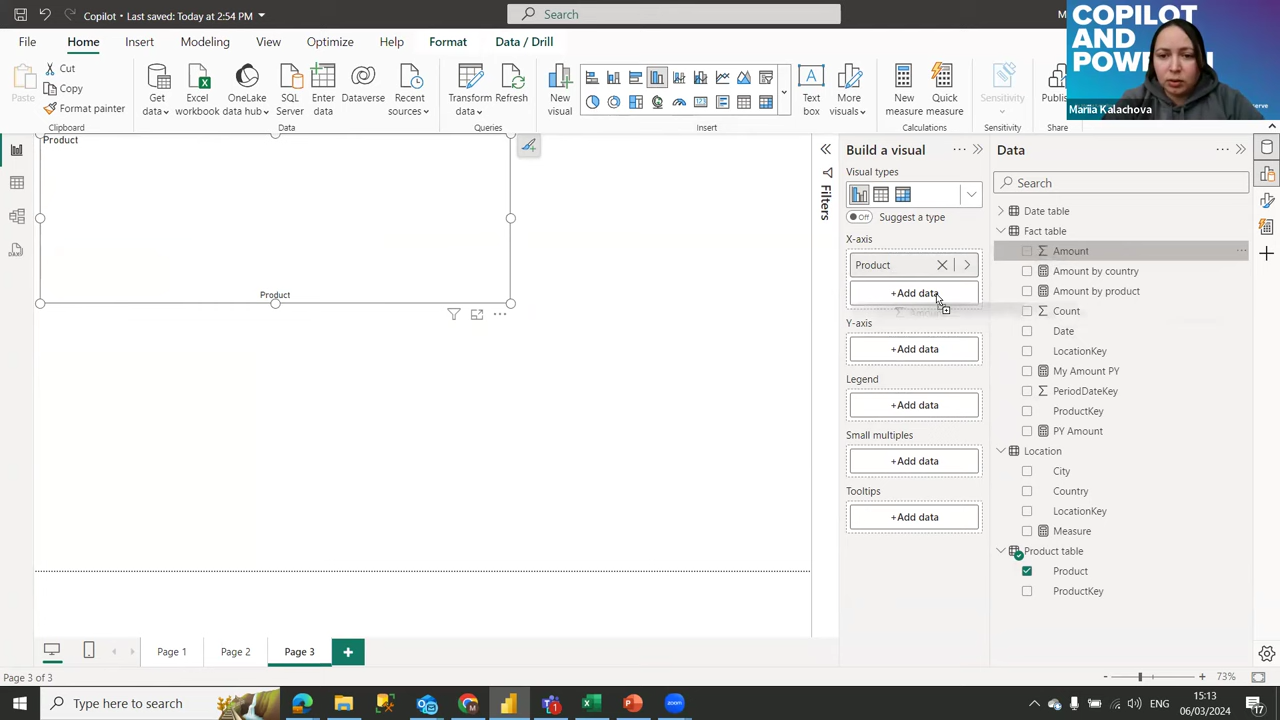 Copilot • Last saved: Today at 2:54 PM
Search
COPILOT
AND
Mariia Kalachova
File
Home
Insert
Modeling
View
Optimize
Help
Format
Data / Drill
Paste
Cut
Copy
Format painter
Clipboard
Get data
Excel workbook
OneLake data hub
SQL Server
Enter data
Dataverse
Recent sources
Data
Transform data
Refresh
Queries
New visual
Text box
More visuals
Insert
New measure
Quick measure
Calculations
Sensitivity
Sensitivity
Share
Product
Product
Filters
Build a visual
Visual types
Off
Suggest a type
X-axis
Product
+Add data
Y-axis
+Add data
Legend
+Add data
Small multiples
+Add data
Tooltips
+Add data
Data
Search
Date table
Fact table
Amount
Amount by country
Amount by product
Count
Date
LocationKey
My Amount PY
PeriodDateKey
ProductKey
PY Amount
Location
City
Country
LocationKey
Measure
Product table
Product
ProductKey
Page 1
Page 2
Page 3
Page 3 of 3
73%
Type here to search
ENG
15:13
06/03/2024
17